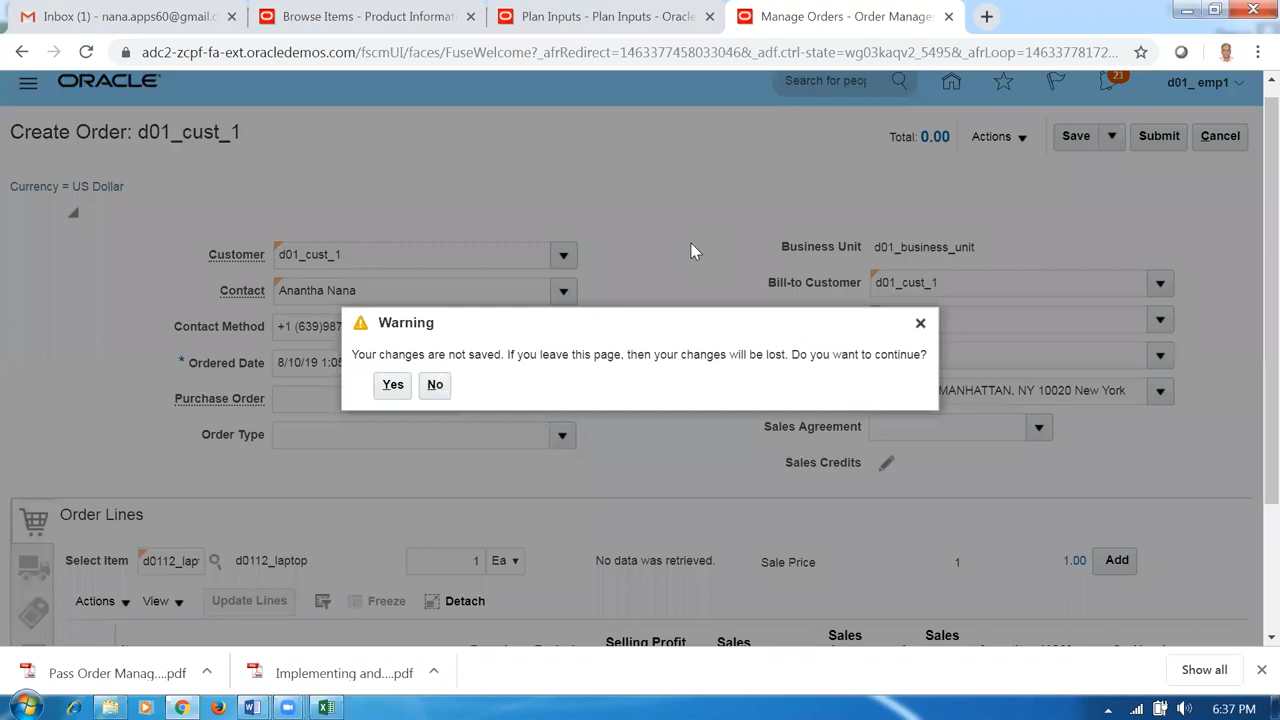 Inbox (1) - nana.apps60@gmail.c
Browse Items - Product Informati
Plan Inputs - Plan Inputs - Oracle
Manage Orders - Order Manage
adc2-zcpf-fa-ext.oracledemos.com/fscmUI/faces/FuseWelcome?_afrRedirect=1463377458033046&_adf.ctrl-state=wg03kaqv2_5495&_afrLoop=14633778172...
ORACLE
Search for peop
21
d01_ emp1
Create Order: d01_cust_1
Total: 0.00
Actions
Save
Submit
Cancel
Currency = US Dollar
Customer d01_cust_1
Business Unit d01_business_unit
Contact Anantha Nana
Bill-to Customer d01_cust_1
Contact Method +1 (639)987
Warning
Your changes are not saved. If you leave this page, then your changes will be lost. Do you want to continue?
Yes No
Ordered Date 8/10/19 1:05
MANHATTAN, NY 10020 New York
Purchase Order
Sales Agreement
Order Type
Sales Credits
Order Lines
Select Item d0112_lap d0112_laptop 1 Ea No data was retrieved. Sale Price 1 1.00 Add
Actions View Update Lines Freeze Detach
Selling Profit Sales Sales Sales
Pass Order Manag....pdf
Implementing and....pdf
Show all
6:37 PM